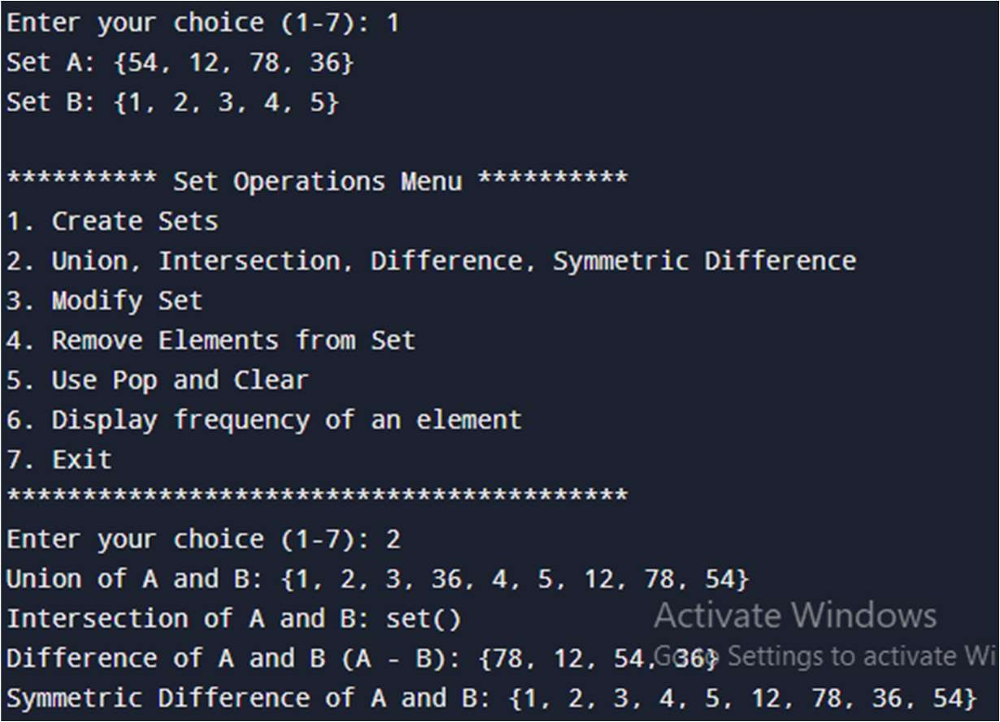 Enter your choice (1-7): 1
Set A: {54, 12, 78, 36}
Set B: {1, 2, 3, 4, 5}
********** Set Operations Menu **********
1. Create Sets
2. Union, Intersection, Difference, Symmetric Difference
3. Modify Set
4. Remove Elements from Set
5. Use Pop and Clear
6. Display frequency of an element
7. Exit
*****************************************
Enter your choice (1-7): 2
Union of A and B: {1, 2, 3, 36, 4, 5, 12, 78, 54}
Intersection of A and B: set()
Activate Windows
Difference of A and B (A - B): {78, 12, 54, 36}
Go to Settings to activate Wi
Symmetric Difference of A and B: {1, 2, 3, 4, 5, 12, 78, 36, 54}